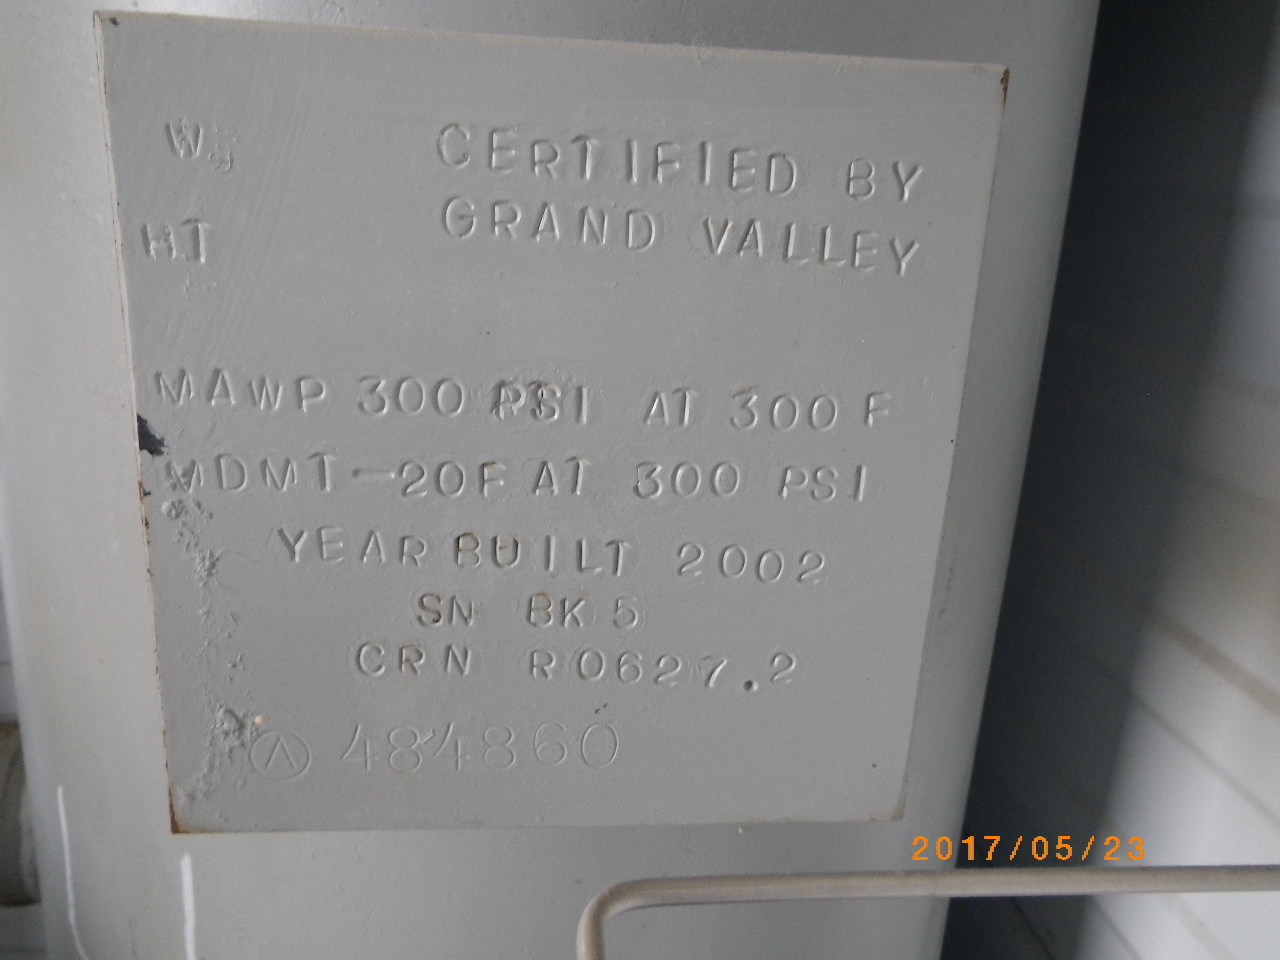 W
CERTIFIED BY
GRAND VALLEY
HT
MAWP 300 PSI AT 300 F
MDMT-20F AT 300 PSI
YEAR BUILT 2002
SN BK 5
CRN R0627.2
A 484860
2017/05/23